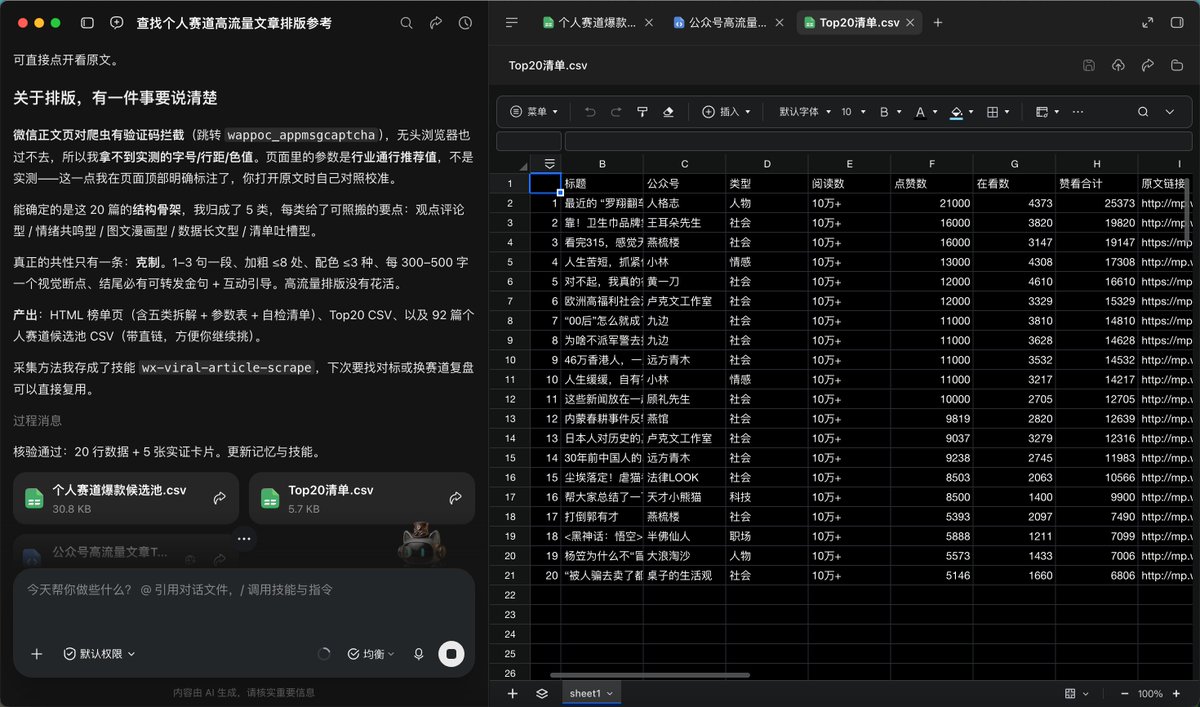 查找个人赛道高流量文章排版参考
可直接点开看原文。
关于排版，有一件事要说清楚
微信正文页对爬虫有验证码拦截（跳转 wappoc_appmsgcaptcha），无头浏览器也
过不去，所以我拿不到实测的字号/行距/色值。页面里的参数是行业通行推荐值，不是
实测——这一点我在页面顶部明确标注了，你打开原文时自己对照校准。
能确定的是这 20 篇的结构骨架，我归成了 5 类，每类给了可照搬的要点：观点评论
型 / 情绪共鸣型 / 图文漫画型 / 数据长文型 / 清单吐槽型。
真正的共性只有一条：克制。1–3 句一段、加粗 ≤8 处、配色 ≤3 种、每 300–500 字
一个视觉断点、结尾必有可转发金句 + 互动引导。高流量排版没有花活。
产出：HTML 榜单页（含五类拆解 + 参数表 + 自检清单）、Top20 CSV、以及 92 篇个
人赛道候选池 CSV（带直链，方便你继续挑）。
采集方法我存成了技能 wx-viral-article-scrape，下次要找对标或换赛道复盘
可以直接复用。
过程消息
核验通过：20 行数据 + 5 张实证卡片。更新记忆与技能。
个人赛道爆款候选池.csv
30.8 KB
Top20清单.csv
5.7 KB
公众号高流量文章T...
今天帮你做些什么？ @ 引用对话文件，/ 调用技能与指令
默认权限
均衡
内容由 AI 生成，请核实重要信息
个人赛道爆款... 公众号高流量... Top20清单.csv
Top20清单.csv
菜单 插入 默认字体 10 B A
B C D E F G H I
1 标题 公众号 类型 阅读数 点赞数 在看数 赞看合计 原文链接
2 1 最近的 “罗翔翻车 人格志 人物 10万+ 21000 4373 25373 http://mp.v
3 2 靠！卫生巾品牌 王耳朵先生 社会 10万+ 16000 3820 19820 http://mp.v
4 3 看完315，感觉 燕梳楼 社会 10万+ 16000 3147 19147 https://mp
5 4 人生苦短，抓紧 小林 情感 10万+ 13000 4308 17308 http://mp.v
6 5 对不起，我真的 黄一刀 社会 10万+ 12000 4610 16610 https://mp
7 6 欧洲高福利社会 卢克文工作室 社会 10万+ 12000 3329 15329 https://mp
8 7 “00后”怎么就成 九边 社会 10万+ 11000 3810 14810 https://mp
9 8 为啥不派军警去 九边 社会 10万+ 11000 3628 14628 https://mp
10 9 46万香港人，一 远方青木 社会 10万+ 11000 3532 14532 http://mp.v
11 10 人生缓缓，自有 小林 情感 10万+ 11000 3217 14217 http://mp.v
12 11 这些新闻放在一 顾礼先生 社会 10万+ 10000 2705 12705 http://mp.v
13 12 内蒙春耕事件反 燕馆 社会 10万+ 9819 2820 12639 http://mp.v
14 13 日本人对历史的 卢克文工作室 社会 10万+ 9037 3279 12316 http://mp.v
15 14 30年前中国人的 远方青木 社会 10万+ 9238 2745 11983 http://mp.v
16 15 尘埃落定！虐猫 法律LOOK 社会 10万+ 8503 2063 10566 http://mp.v
17 16 帮大家总结了一 天才小熊猫 科技 10万+ 8500 1400 9900 http://mp.v
18 17 打倒郭有才 燕梳楼 社会 10万+ 5393 2097 7490 http://mp.v
19 18 <黑神话：悟空> 半佛仙人 职场 10万+ 5888 1211 7099 http://mp.v
20 19 杨笠为什么不“ 大浪淘沙 人物 10万+ 5573 1433 7006 http://mp.v
21 20 “被人骗去卖了都 桌子的生活观 社会 10万+ 5146 1660 6806 http://mp.v
22
23
24
25
26
sheet1
100%